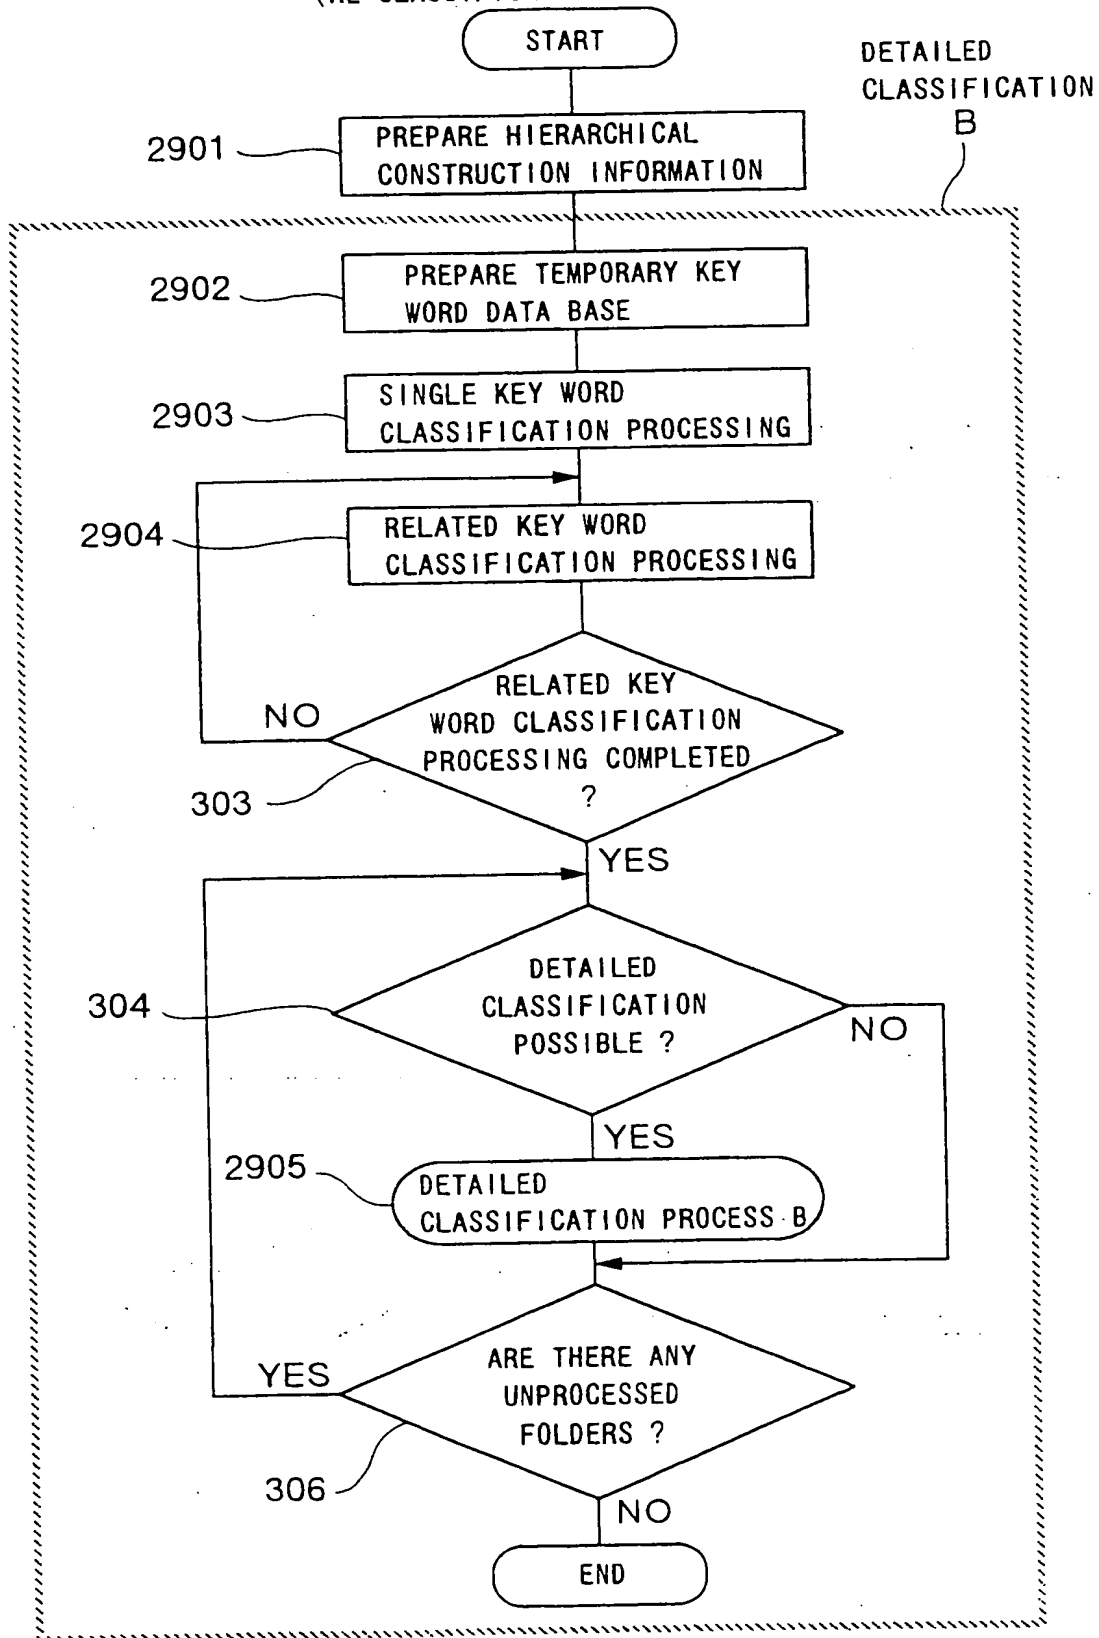 START
DETAILED
CLASSIFICATION
B
2901
PREPARE HIERARCHICAL
CONSTRUCTION INFORMATION
2902
PREPARE TEMPORARY KEY
WORD DATA BASE
2903
SINGLE KEY WORD
CLASSIFICATION PROCESSING
2904
RELATED KEY WORD
CLASSIFICATION PROCESSING
RELATED KEY
WORD CLASSIFICATION
PROCESSING COMPLETED
?
NO
303
YES
304
DETAILED
CLASSIFICATION
POSSIBLE ?
NO
YES
2905
DETAILED
CLASSIFICATION PROCESS B
ARE THERE ANY
UNPROCESSED
FOLDERS ?
YES
306
NO
END